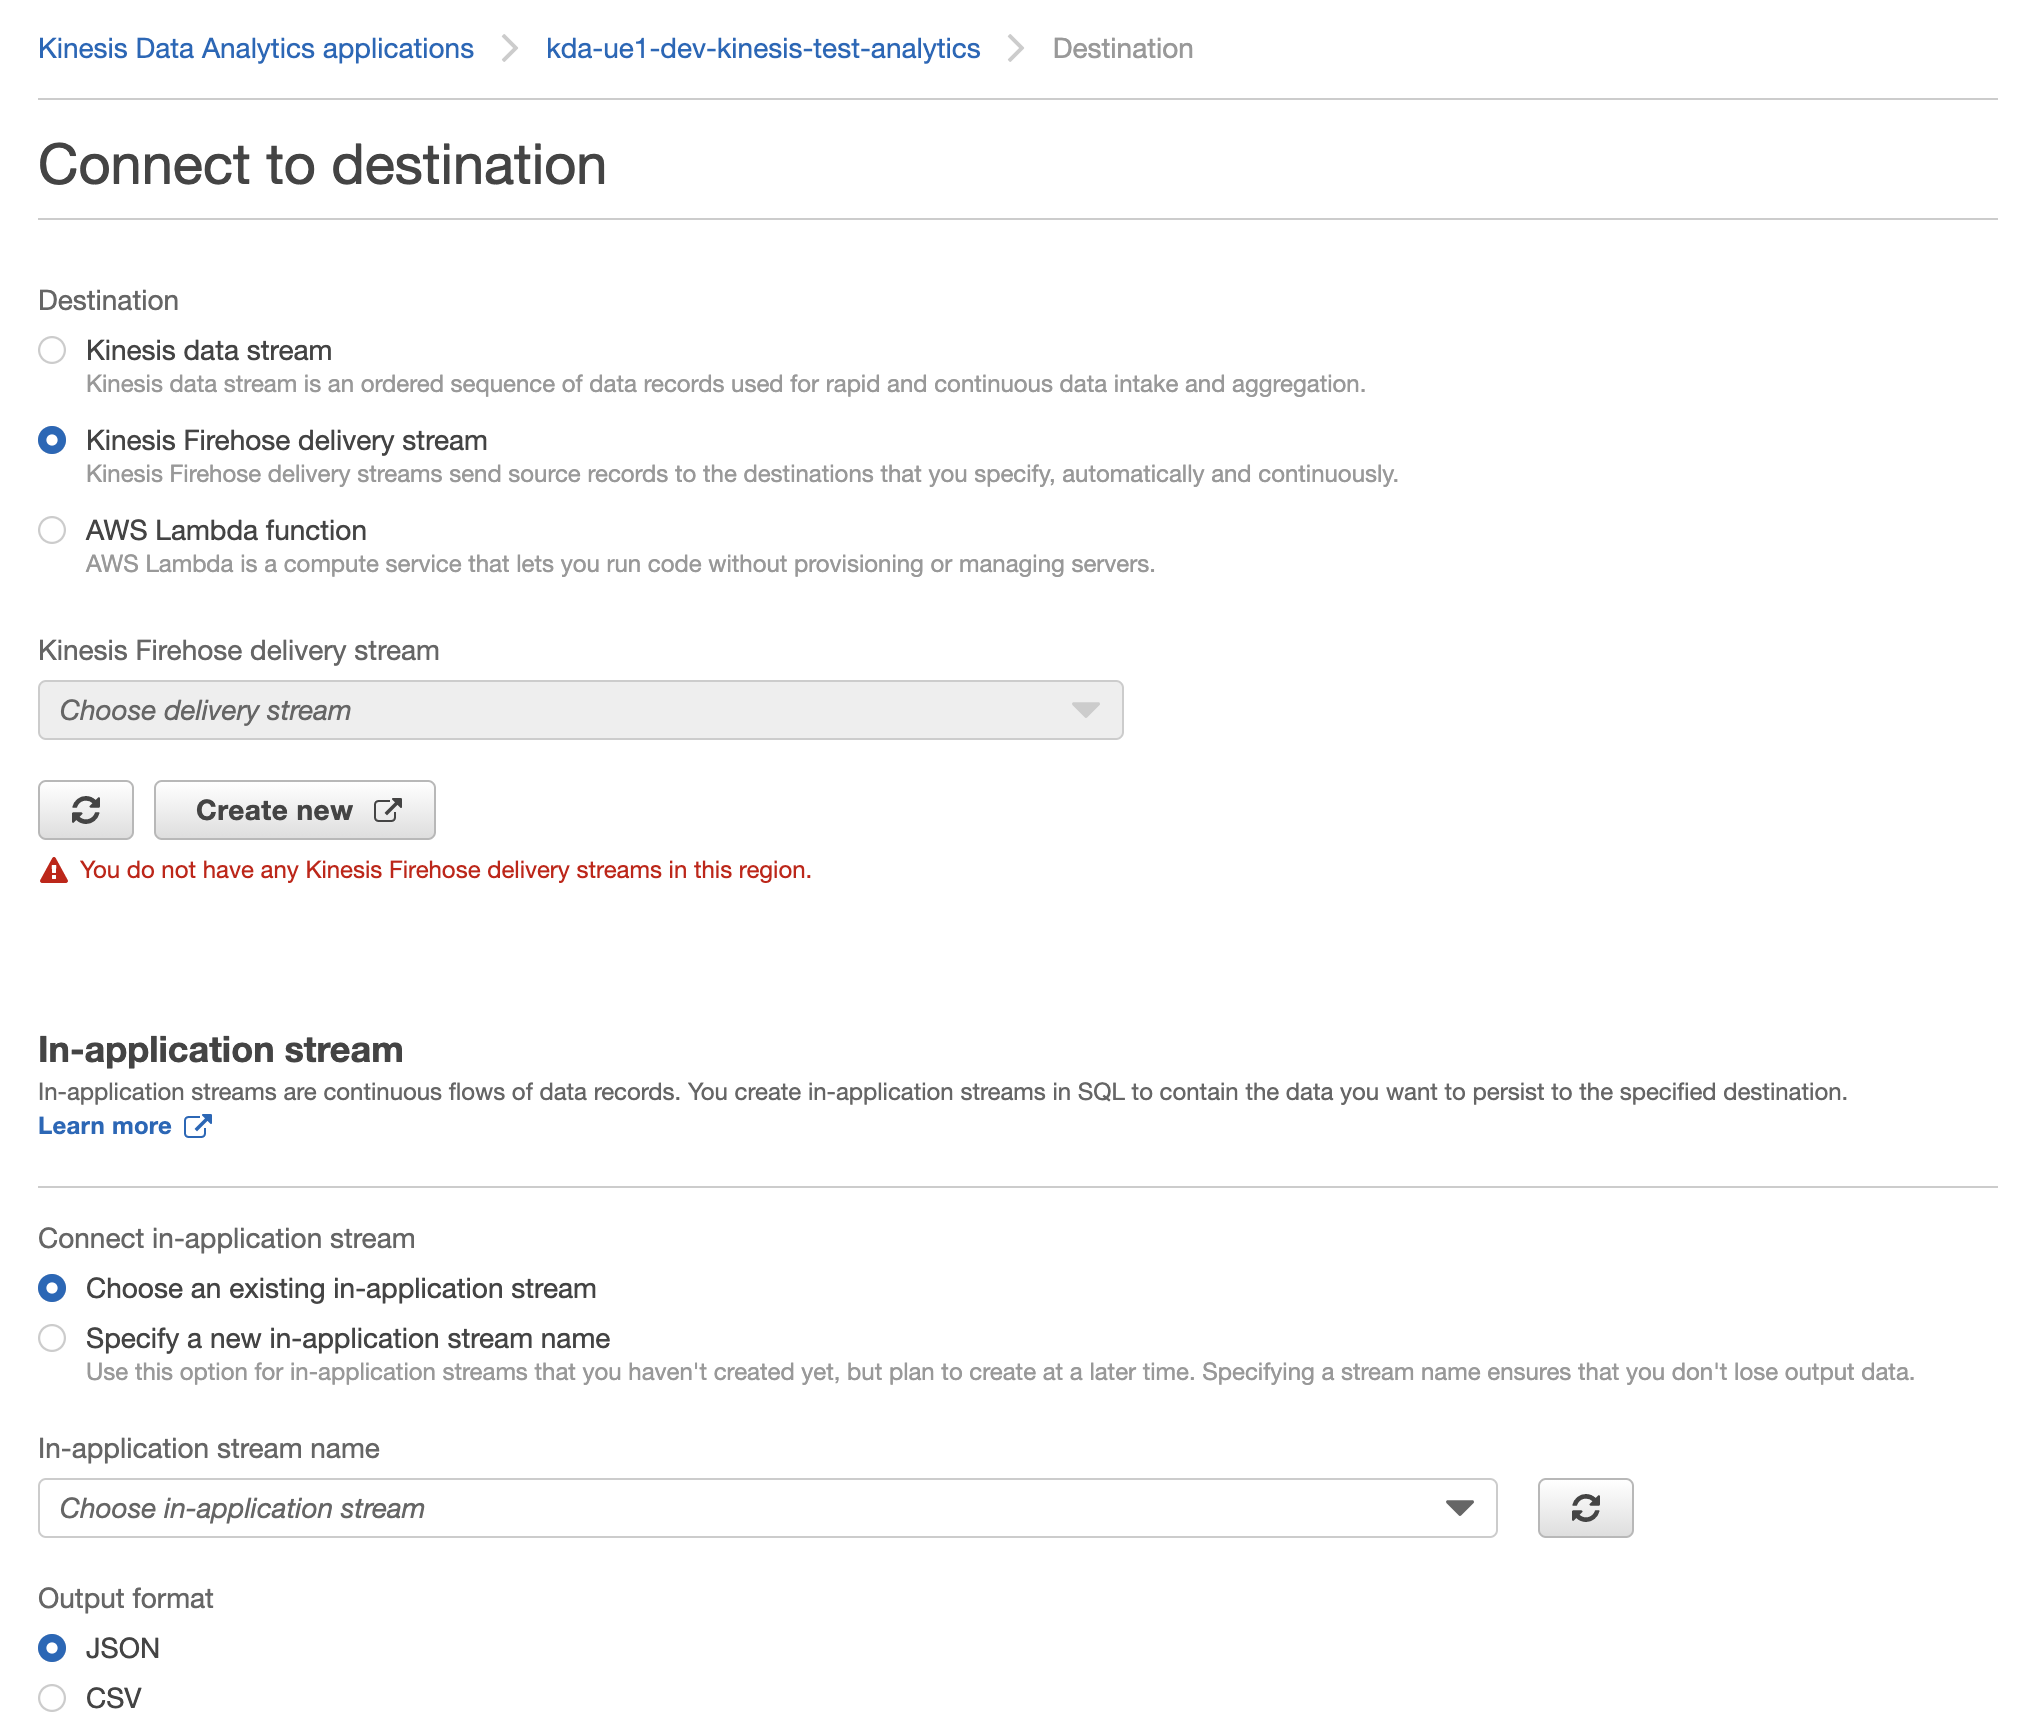 Kinesis Data Analytics applications > kda-ue1-dev-kinesis-test-analytics > Destination
Connect to destination
Destination
Kinesis data stream
Kinesis data stream is an ordered sequence of data records used for rapid and continuous data intake and aggregation.
Kinesis Firehose delivery stream
Kinesis Firehose delivery streams send source records to the destinations that you specify, automatically and continuously.
AWS Lambda function
AWS Lambda is a compute service that lets you run code without provisioning or managing servers.
Kinesis Firehose delivery stream
Choose delivery stream
Create new
You do not have any Kinesis Firehose delivery streams in this region.
In-application stream
In-application streams are continuous flows of data records. You create in-application streams in SQL to contain the data you want to persist to the specified destination.
Learn more
Connect in-application stream
Choose an existing in-application stream
Specify a new in-application stream name
Use this option for in-application streams that you haven't created yet, but plan to create at a later time. Specifying a stream name ensures that you don't lose output data.
In-application stream name
Choose in-application stream
Output format
JSON
CSV